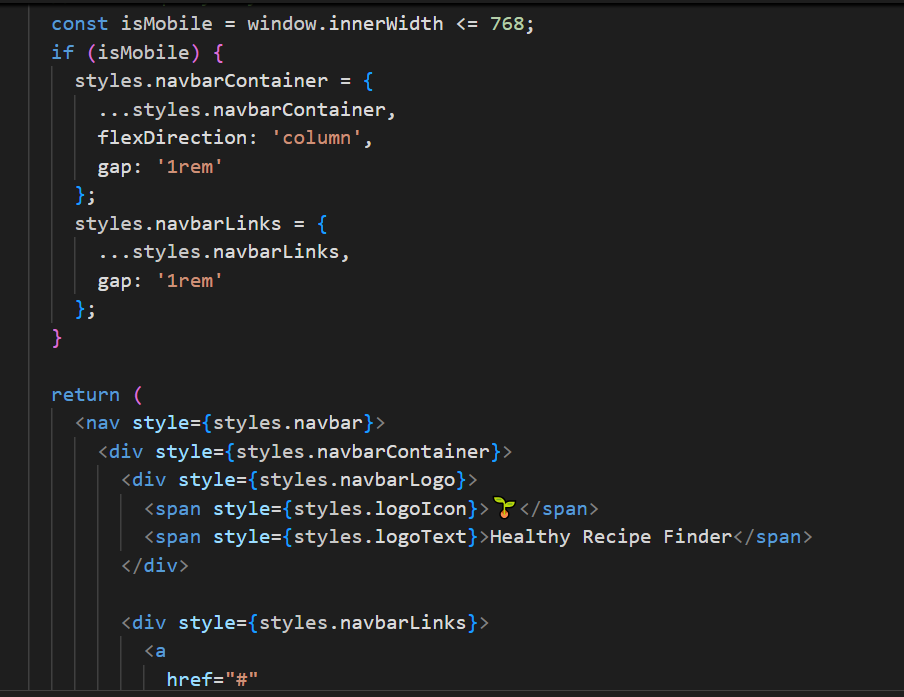 const isMobile = window.innerWidth <= 768;
if (isMobile) {
styles.navbarContainer = {
...styles.navbarContainer,
flexDirection: 'column',
gap: '1rem'
};
styles.navbarLinks = {
...styles.navbarLinks,
gap: '1rem'
};
}
return (
<nav style={styles.navbar}>
<div style={styles.navbarContainer}>
<div style={styles.navbarLogo}>
<span style={styles.logoIcon}>🌱</span>
<span style={styles.logoText}>Healthy Recipe Finder</span>
</div>
<div style={styles.navbarLinks}>
<a
href="#"